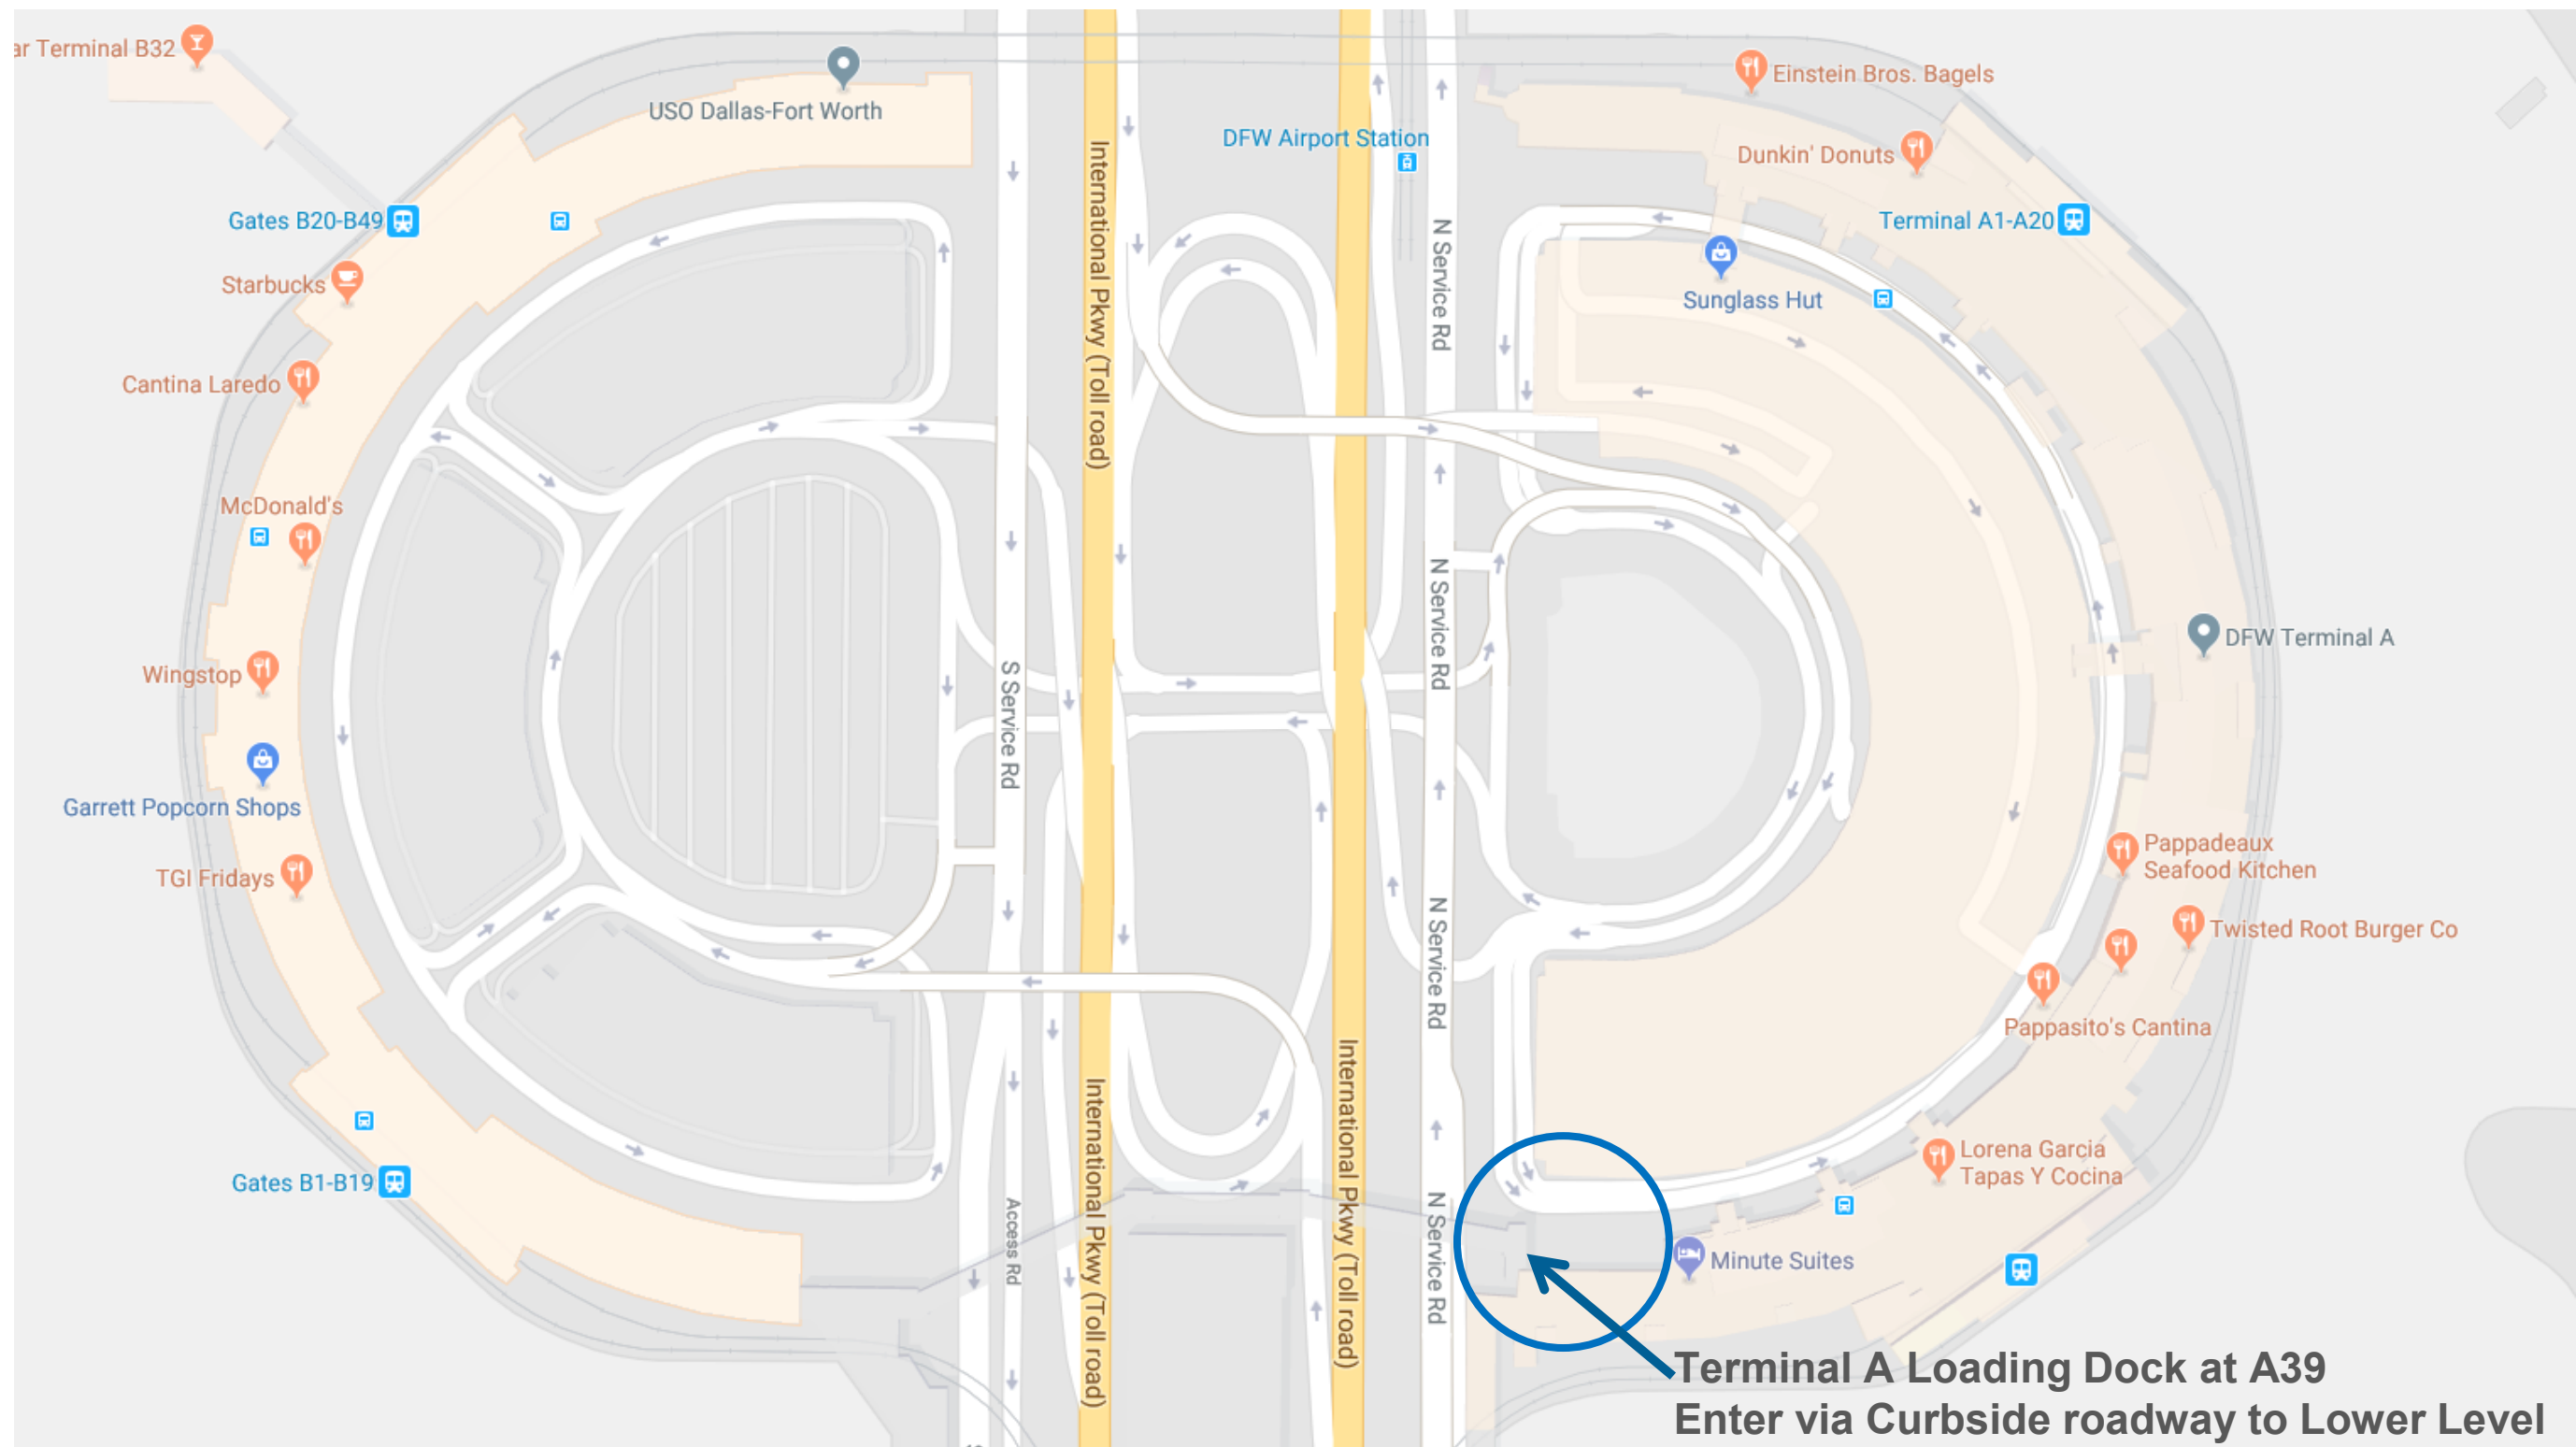 ar Terminal B32
USO Dallas-Fort Worth
Einstein Bros. Bagels
DFW Airport Station
Dunkin' Donuts
Gates B20-B49
Terminal A1-A20
Starbucks
Sunglass Hut
International Pkwy (Toll road)
N Service Rd
Cantina Laredo
McDonald's
N Service Rd
DFW Terminal A
Wingstop
S Service Rd
Garrett Popcorn Shops
Pappadeaux
Seafood Kitchen
TGI Fridays
N Service Rd
Twisted Root Burger Co
Pappasito's Cantina
International Pkwy (Toll road)
International Pkwy (Toll road)
Lorena Garcia
Tapas Y Cocina
Gates B1-B19
Access Rd
N Service Rd
Minute Suites
Terminal A Loading Dock at A39
Enter via Curbside roadway to Lower Level